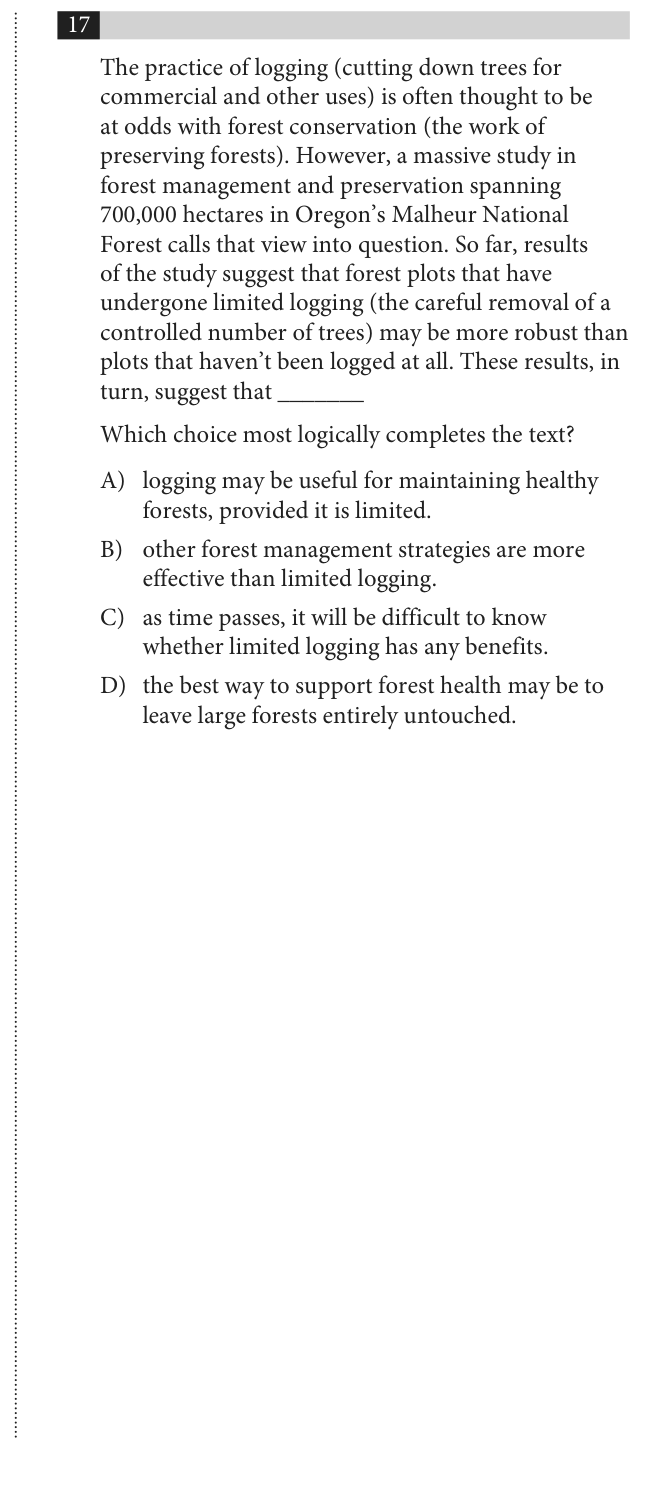 17
The practice of logging (cutting down trees for
commercial and other uses) is often thought to be
at odds with forest conservation (the work of
preserving forests). However, a massive study in
forest management and preservation spanning
700,000 hectares in Oregon’s Malheur National
Forest calls that view into question. So far, results
of the study suggest that forest plots that have
undergone limited logging (the careful removal of a
controlled number of trees) may be more robust than
plots that haven’t been logged at all. These results, in
turn, suggest that _______
Which choice most logically completes the text?
A) logging may be useful for maintaining healthy
forests, provided it is limited.
B) other forest management strategies are more
effective than limited logging.
C) as time passes, it will be difficult to know
whether limited logging has any benefits.
D) the best way to support forest health may be to
leave large forests entirely untouched.